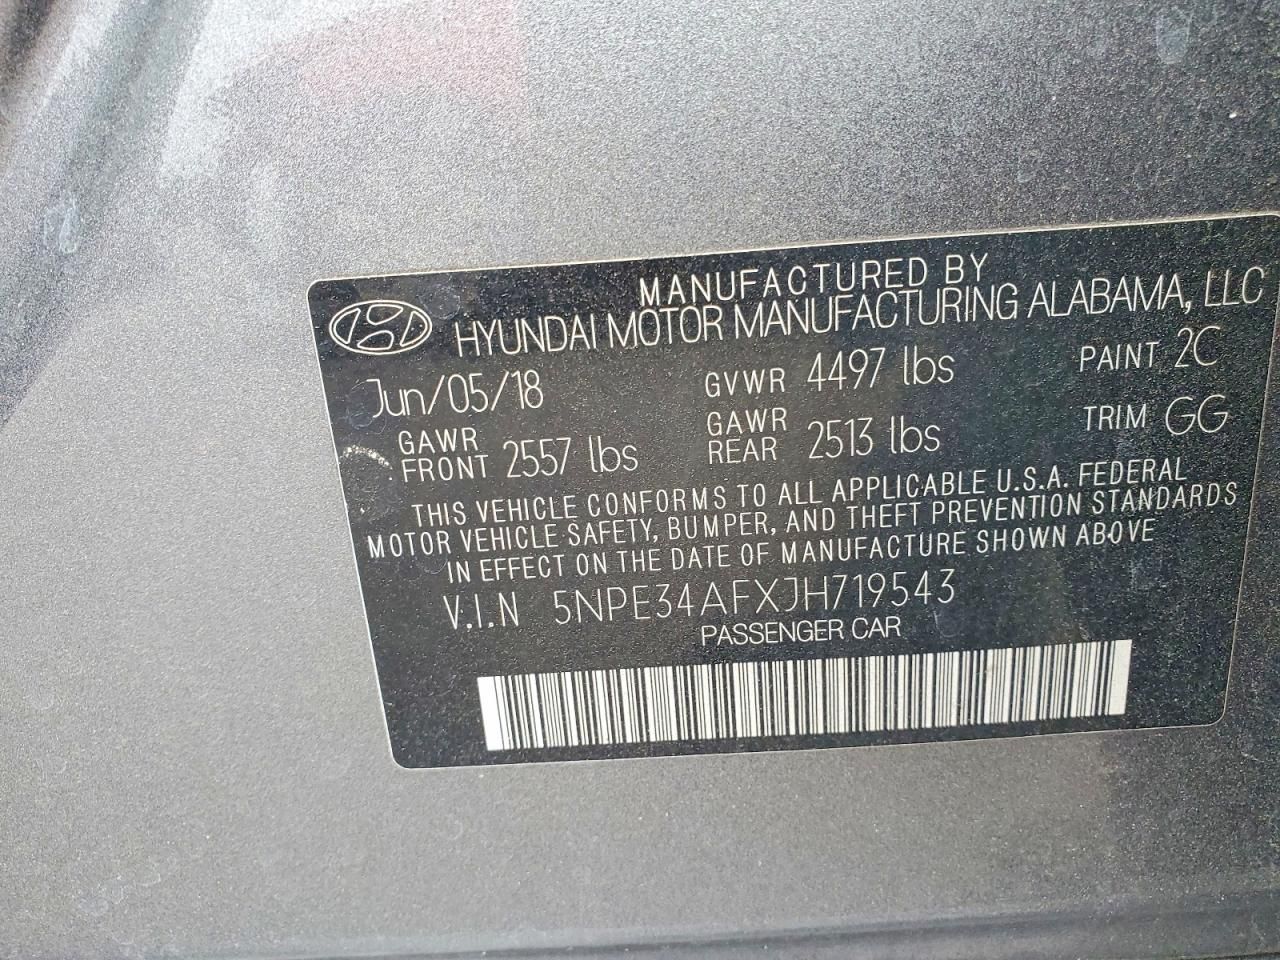 MANUFACTURED BY
HYUNDAI MOTOR MANUFACTURING ALABAMA, LLC
Jun/05/18 GVWR 4497 lbs PAINT 2C
GAWR FRONT 2557 lbs GAWR REAR 2513 lbs TRIM GG
THIS VEHICLE CONFORMS TO ALL APPLICABLE U.S.A. FEDERAL
MOTOR VEHICLE SAFETY, BUMPER, AND THEFT PREVENTION STANDARDS
IN EFFECT ON THE DATE OF MANUFACTURE SHOWN ABOVE
V.I.N 5NPE34AFXJH719543
PASSENGER CAR